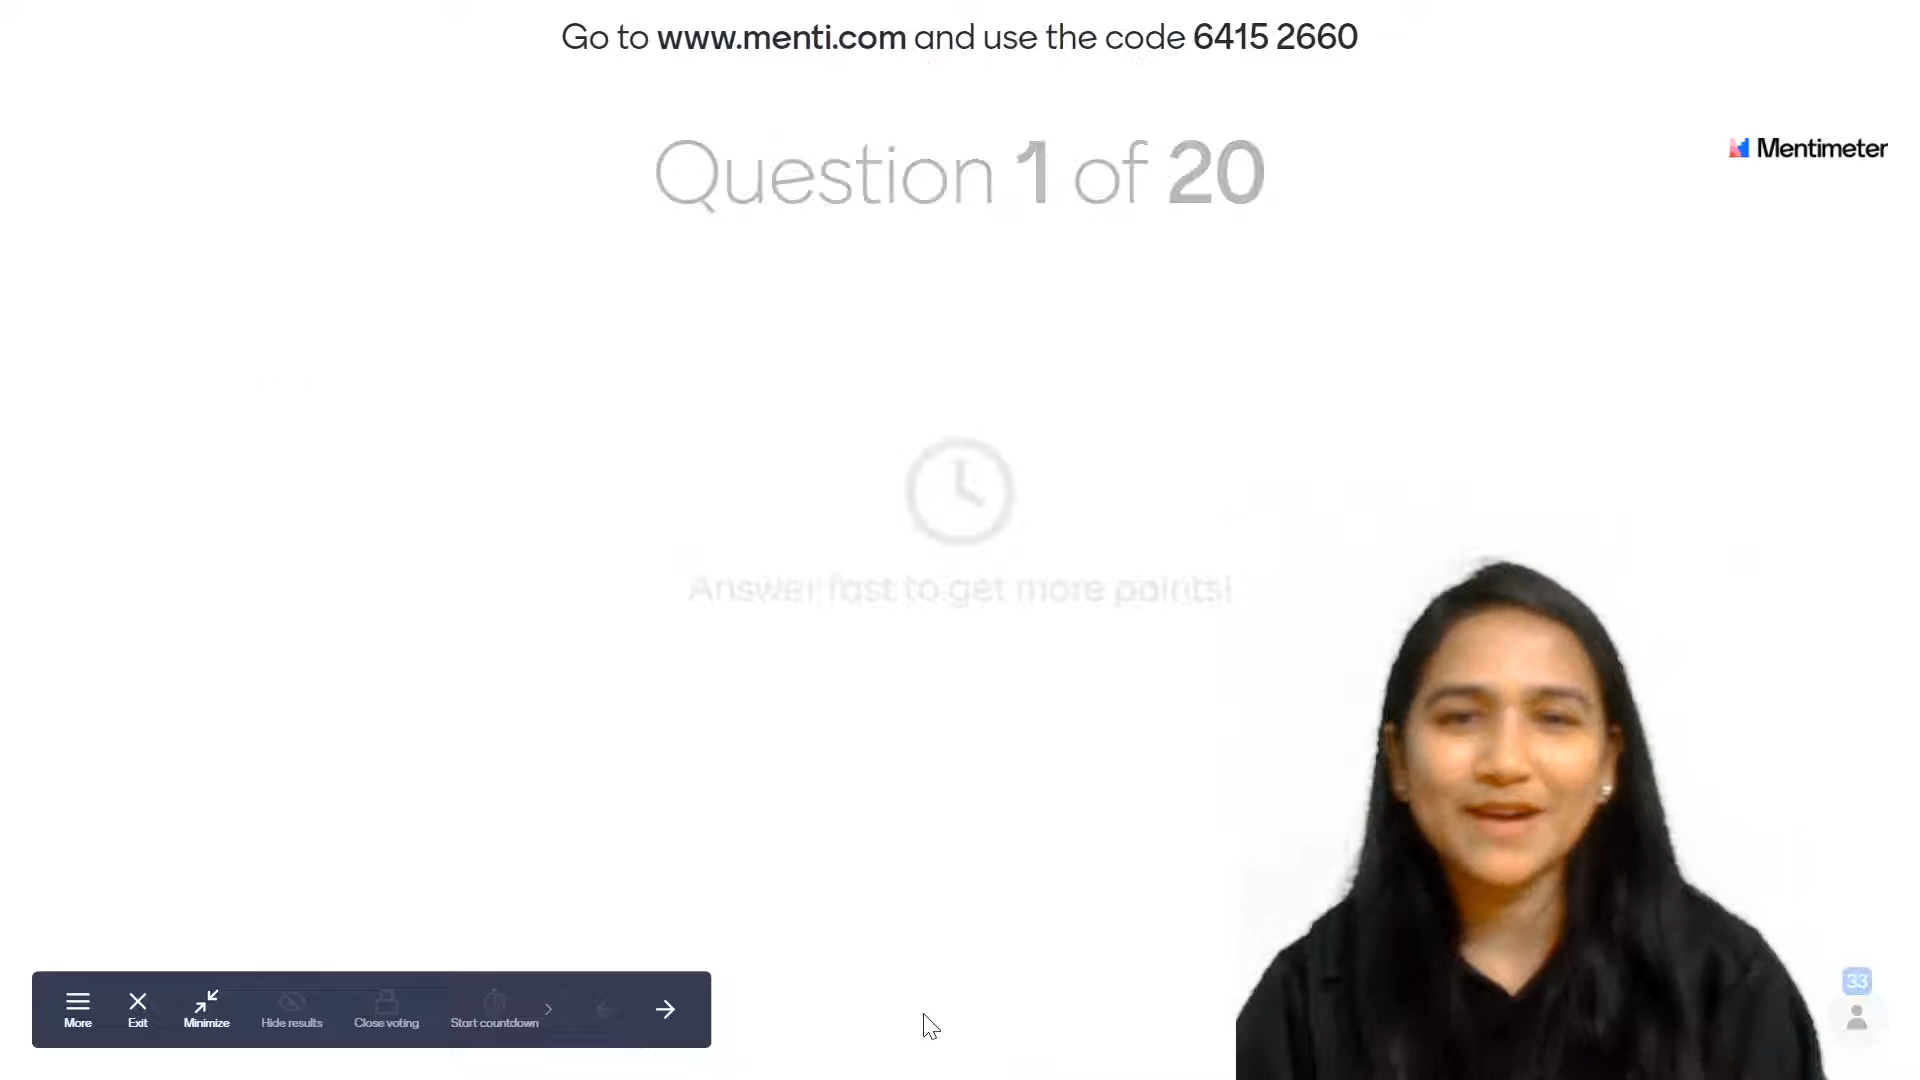 Go to www.menti.com and use the code 6415 2660
Question 1 of 20
Mentimeter
Answer fast to get more points!
More
Exit
Minimize
Hide results
Close voting
Start countdown
33